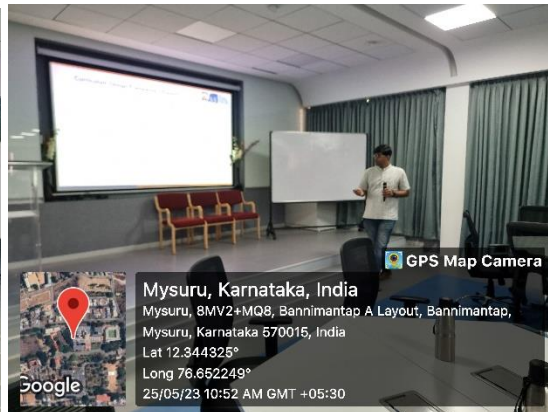 GPS Map Camera
Mysuru, Karnataka, India
Mysuru, 8MV2+MQ8, Bannimantap A Layout, Bannimantap,
Mysuru, Karnataka 570015, India
Lat 12.344325°
Long 76.652249°
25/05/23 10:52 AM GMT +05:30
Google